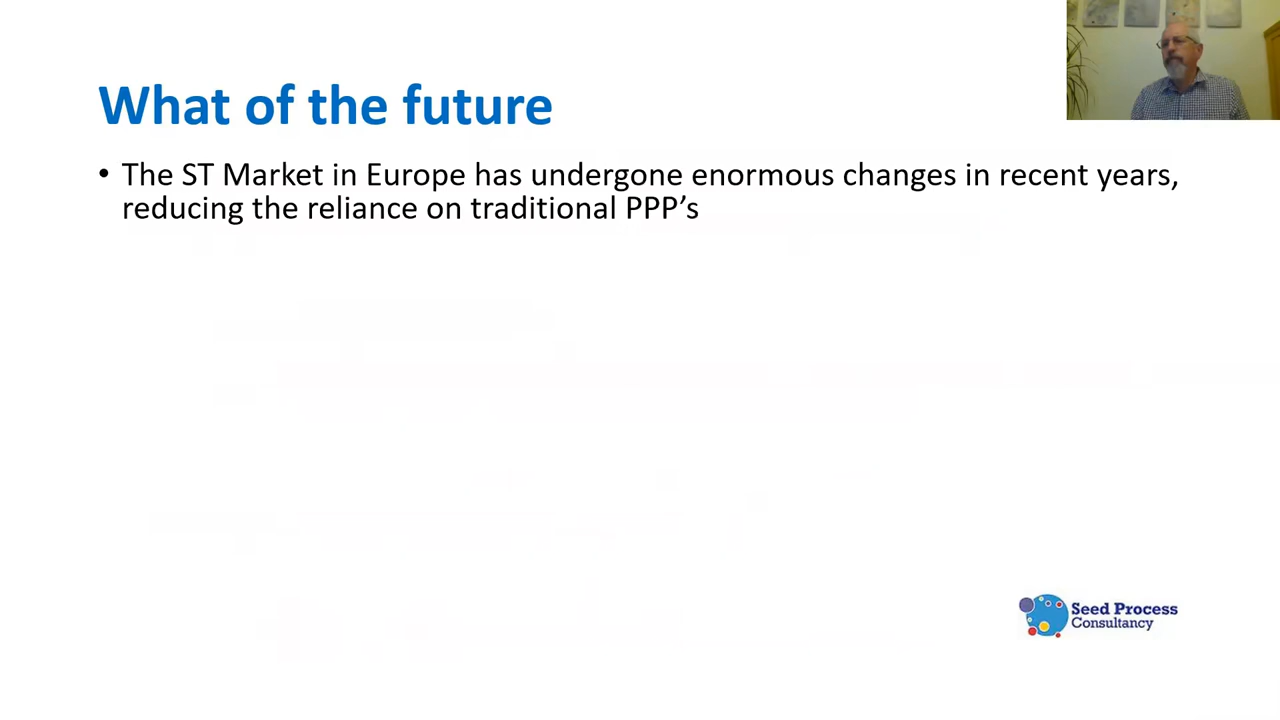 What of the future
• The ST Market in Europe has undergone enormous changes in recent years,
reducing the reliance on traditional PPP’s
Seed Process
Consultancy